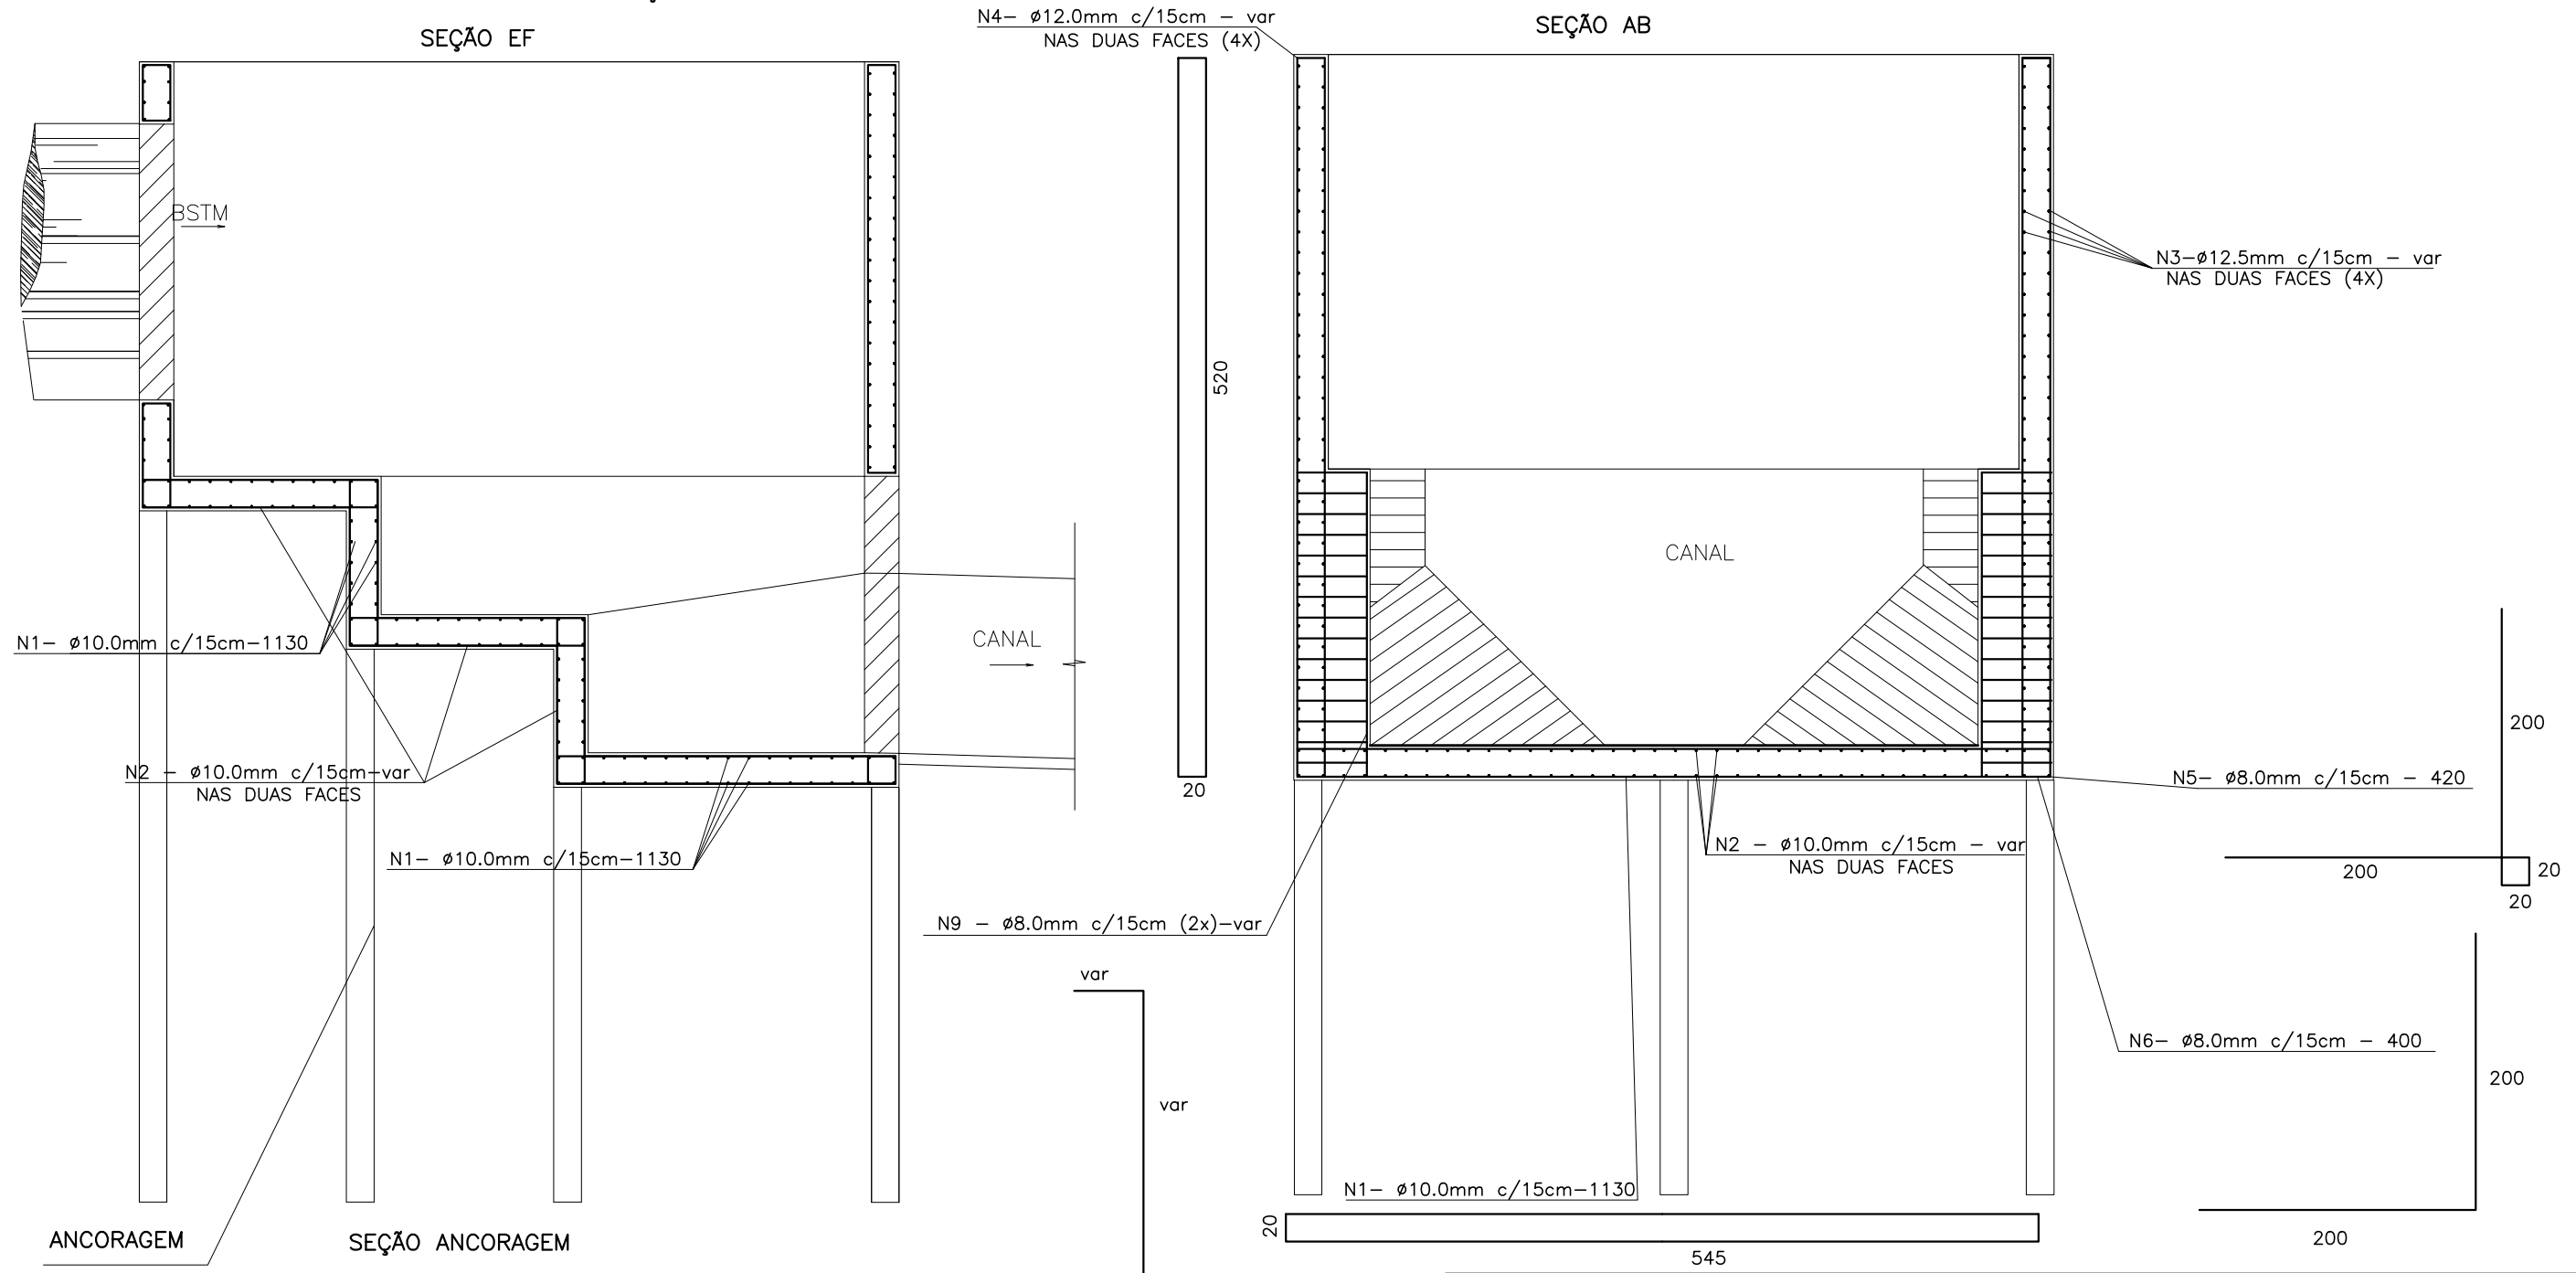 SEÇÃO EF
N4- ø12.0mm c/15cm - var
NAS DUAS FACES (4X)
SEÇÃO AB
BSTM
N3-ø12.5mm c/15cm - var
NAS DUAS FACES (4X)
520
20
CANAL
N1- ø10.0mm c/15cm-1130
CANAL
N2 - ø10.0mm c/15cm-var
NAS DUAS FACES
N1- ø10.0mm c/15cm-1130
N5- ø8.0mm c/15cm - 420
200
200
20
20
N2 - ø10.0mm c/15cm - var
NAS DUAS FACES
N9 - ø8.0mm c/15cm (2x)-var
var
var
N6- ø8.0mm c/15cm - 400
200
200
N1- ø10.0mm c/15cm-1130
20
545
ANCORAGEM
SEÇÃO ANCORAGEM